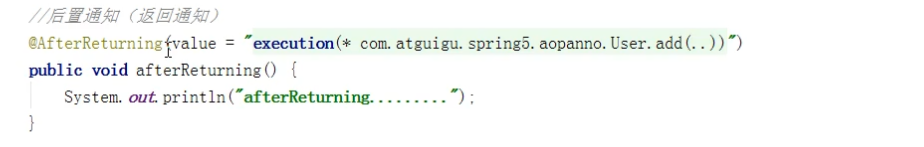 //后置通知（返回通知）
@AfterReturning(value = "execution(* com.atguigu.spring5.aopanno.User.add(..))")
public void afterReturning() {
System.out.println("afterReturning.........");
}